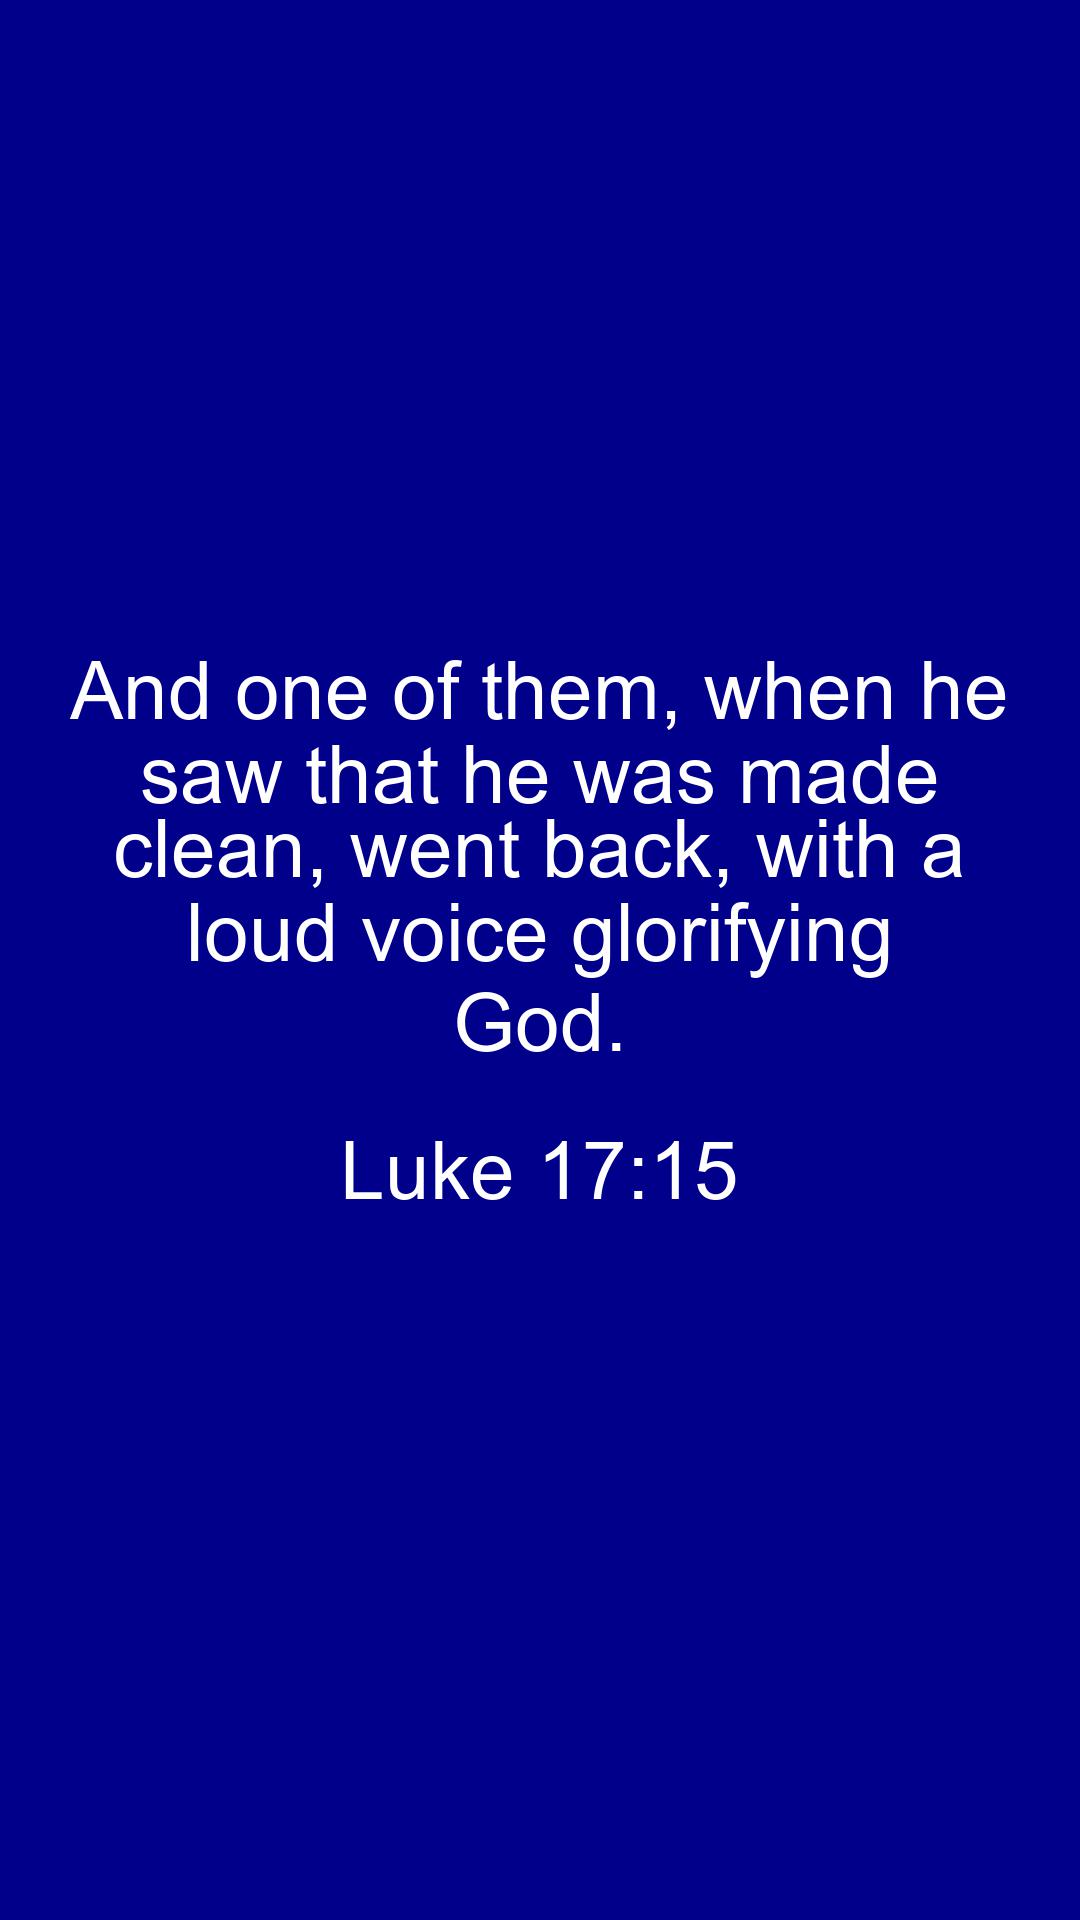 And one of them, when he
saw that he was made
clean, went back, with a
loud voice glorifying
God.
Luke 17:15